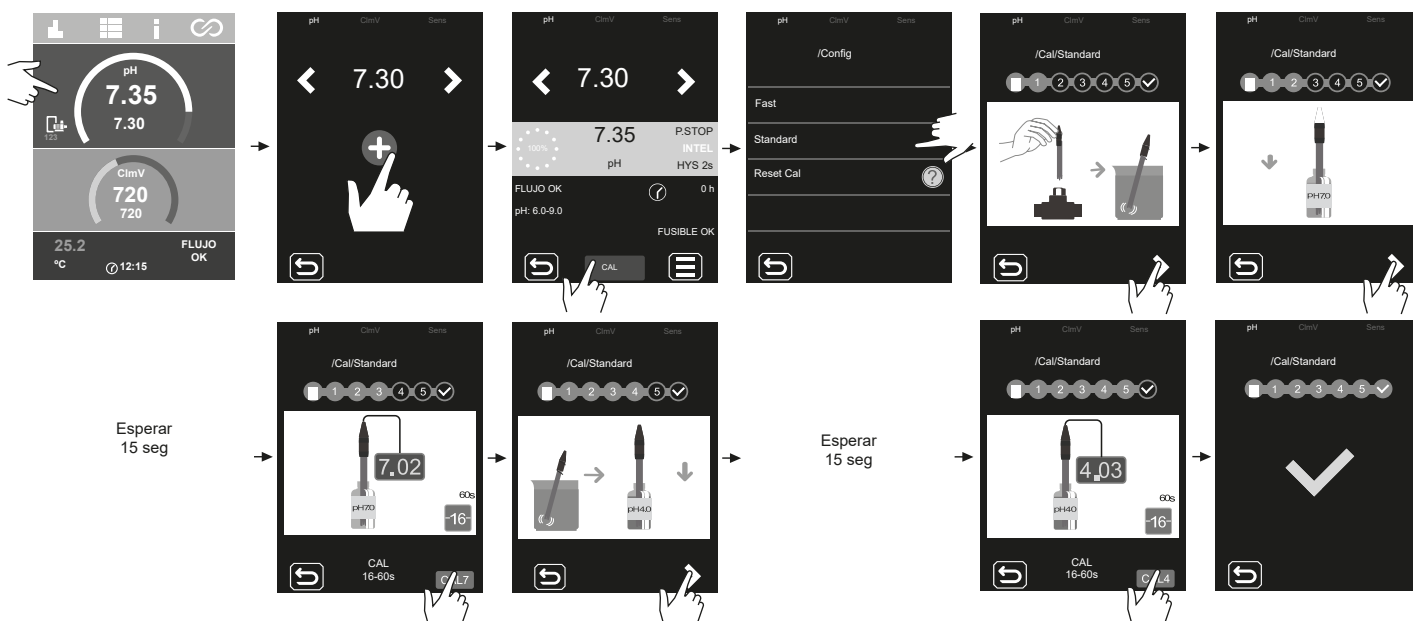 pH
7.35
7.30
123
ClmV
720
720
25.2
ºC
12:15
FLUJO
OK
pH ClmV Sens
7.30
pH ClmV Sens
7.30
100%
7.35
pH
P.STOP
INTEL
HYS 2s
FLUJO OK
0 h
pH: 6.0-9.0
FUSIBLE OK
CAL
pH ClmV Sens
/Config
Fast
Standard
Reset Cal
?
pH ClmV Sens
/Cal/Standard
1 2 3 4 5
pH ClmV Sens
/Cal/Standard
1 2 3 4 5
pH7.0
Esperar
15 seg
pH ClmV Sens
/Cal/Standard
1 2 3 4 5
7.02
pH7.0
60s
-16-
CAL
16-60s
CAL7
pH ClmV Sens
/Cal/Standard
1 2 3 4 5
pH4.0
Esperar
15 seg
pH ClmV Sens
/Cal/Standard
1 2 3 4 5
4.03
pH4.0
60s
-16-
CAL
16-60s
CAL4
pH ClmV Sens
/Cal/Standard
1 2 3 4 5